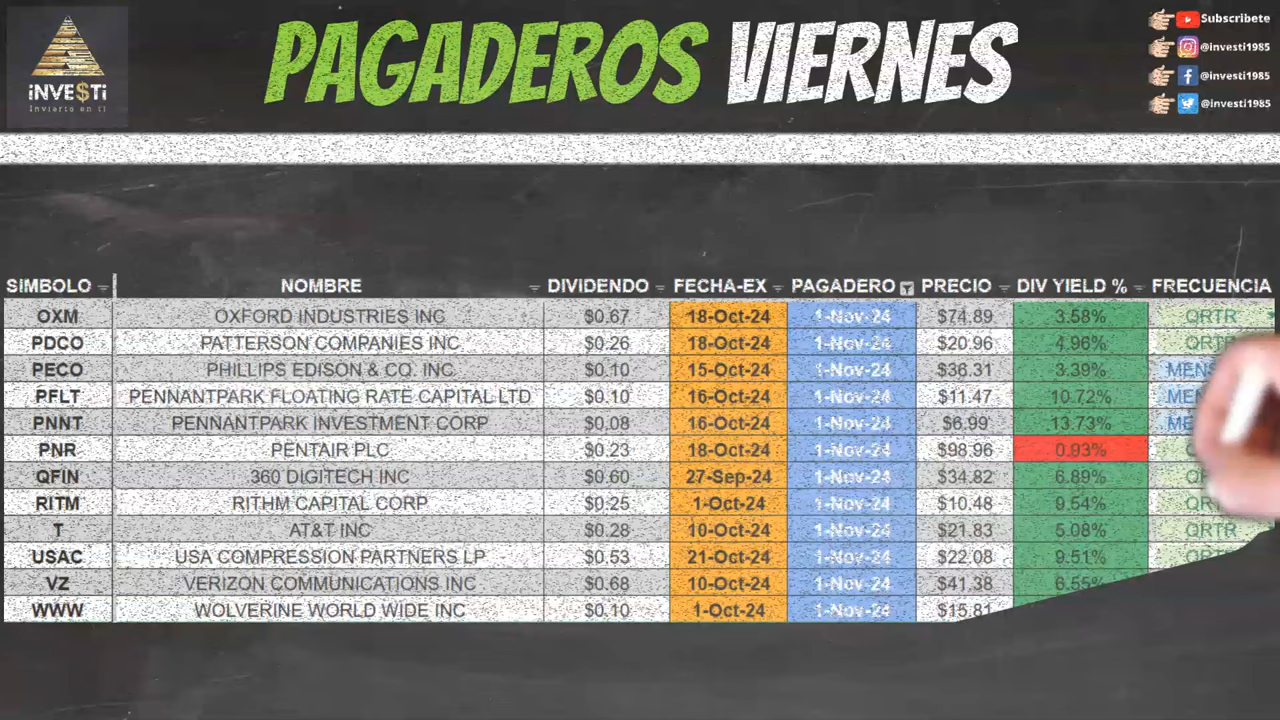 iNVE$Ti
Invierte en ti
PAGADEROS VIERNES
Subscribete
@investi1985
@investi1985
@investi1985
SIMBOLO NOMBRE DIVIDENDO FECHA-EX PAGADERO PRECIO DIV YIELD % FRECUENCIA
OXM OXFORD INDUSTRIES INC $0.67 18-Oct-24 1-Nov-24 $74.89 3.58% QRTR
PDCO PATTERSON COMPANIES INC $0.26 18-Oct-24 1-Nov-24 $20.96 4.96%
PECO PHILLIPS EDISON & CO. INC. $0.10 15-Oct-24 1-Nov-24 $36.31 3.39%
PFLT PENNANTPARK FLOATING RATE CAPITAL LTD $0.10 16-Oct-24 1-Nov-24 $11.47 10.72%
PNNT PENNANTPARK INVESTMENT CORP $0.08 16-Oct-24 1-Nov-24 $6.99 13.73%
PNR PENTAIR PLC $0.23 18-Oct-24 1-Nov-24 $98.96 0.93%
QFIN 360 DIGITECH INC $0.60 27-Sep-24 1-Nov-24 $34.82 6.89%
RITM RITHM CAPITAL CORP $0.25 1-Oct-24 1-Nov-24 $10.48 9.54%
T AT&T INC $0.28 10-Oct-24 1-Nov-24 $21.83 5.08% QRTR
USAC USA COMPRESSION PARTNERS LP $0.53 21-Oct-24 1-Nov-24 $22.08 9.51%
VZ VERIZON COMMUNICATIONS INC $0.68 10-Oct-24 1-Nov-24 $41.38 6.55%
WWW WOLVERINE WORLD WIDE INC $0.10 1-Oct-24 1-Nov-24 $15.81